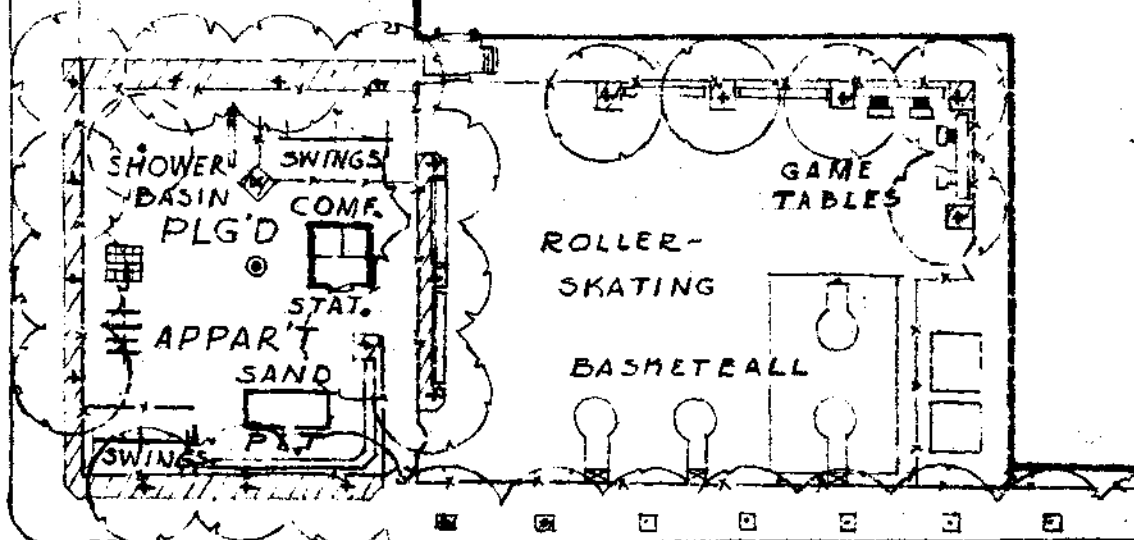 SHOWER
BASIN
SWINGS
PLG'D
COMF.
STAT.
APPAR'T
SAND
PIT
SWINGS
GAME
TABLES
ROLLER-
SKATING
BASKETBALL